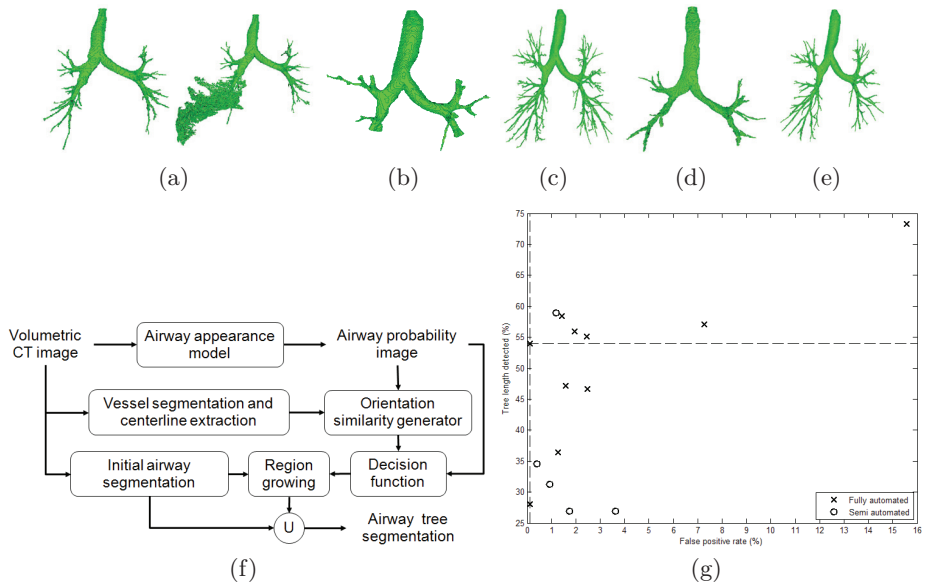 (a)
(b)
(c)
(d)
(e)
Volumetric
CT image
Airway appearance
model
Airway probability
image
Vessel segmentation and
centerline extraction
Orientation
similarity generator
Initial airway
segmentation
Region
growing
Decision
function
U
Airway tree
segmentation
(f)
75
70
65
60
55
50
45
40
35
30
25
Tree length detected (%)
0 1 2 3 4 5 6 7 8 9 10 11 12 13 14 15 16
False positive rate (%)
Fully automated
Semi automated
(g)